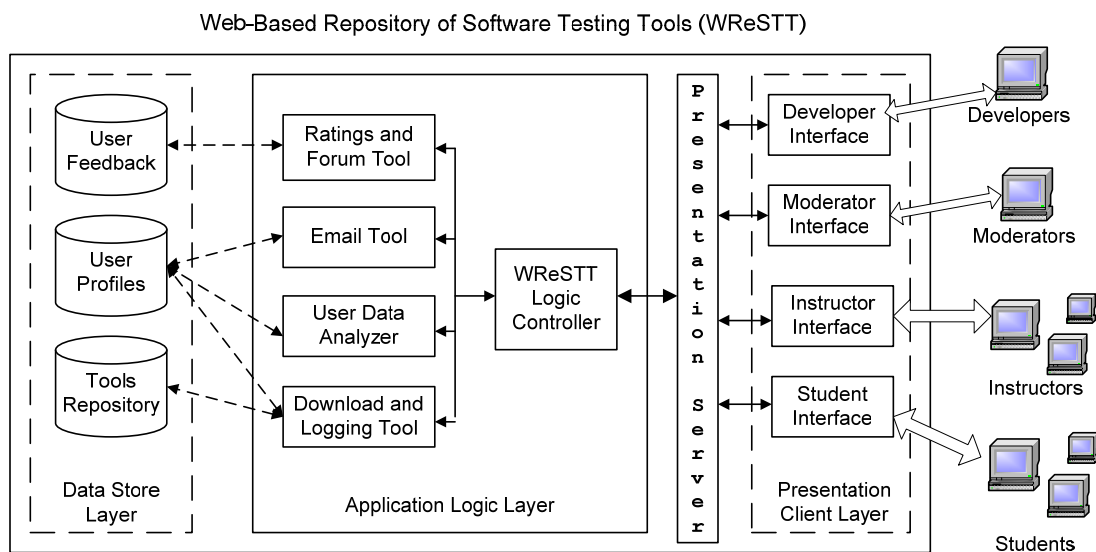 Web-Based Repository of Software Testing Tools (WReSTT)
User
Feedback
User
Profiles
Tools
Repository
Data Store
Layer
Ratings and
Forum Tool
Email Tool
User Data
Analyzer
Download and
Logging Tool
WReSTT
Logic
Controller
Application Logic Layer
Presentation Server
Developer
Interface
Moderator
Interface
Instructor
Interface
Student
Interface
Presentation
Client Layer
Developers
Moderators
Instructors
Students